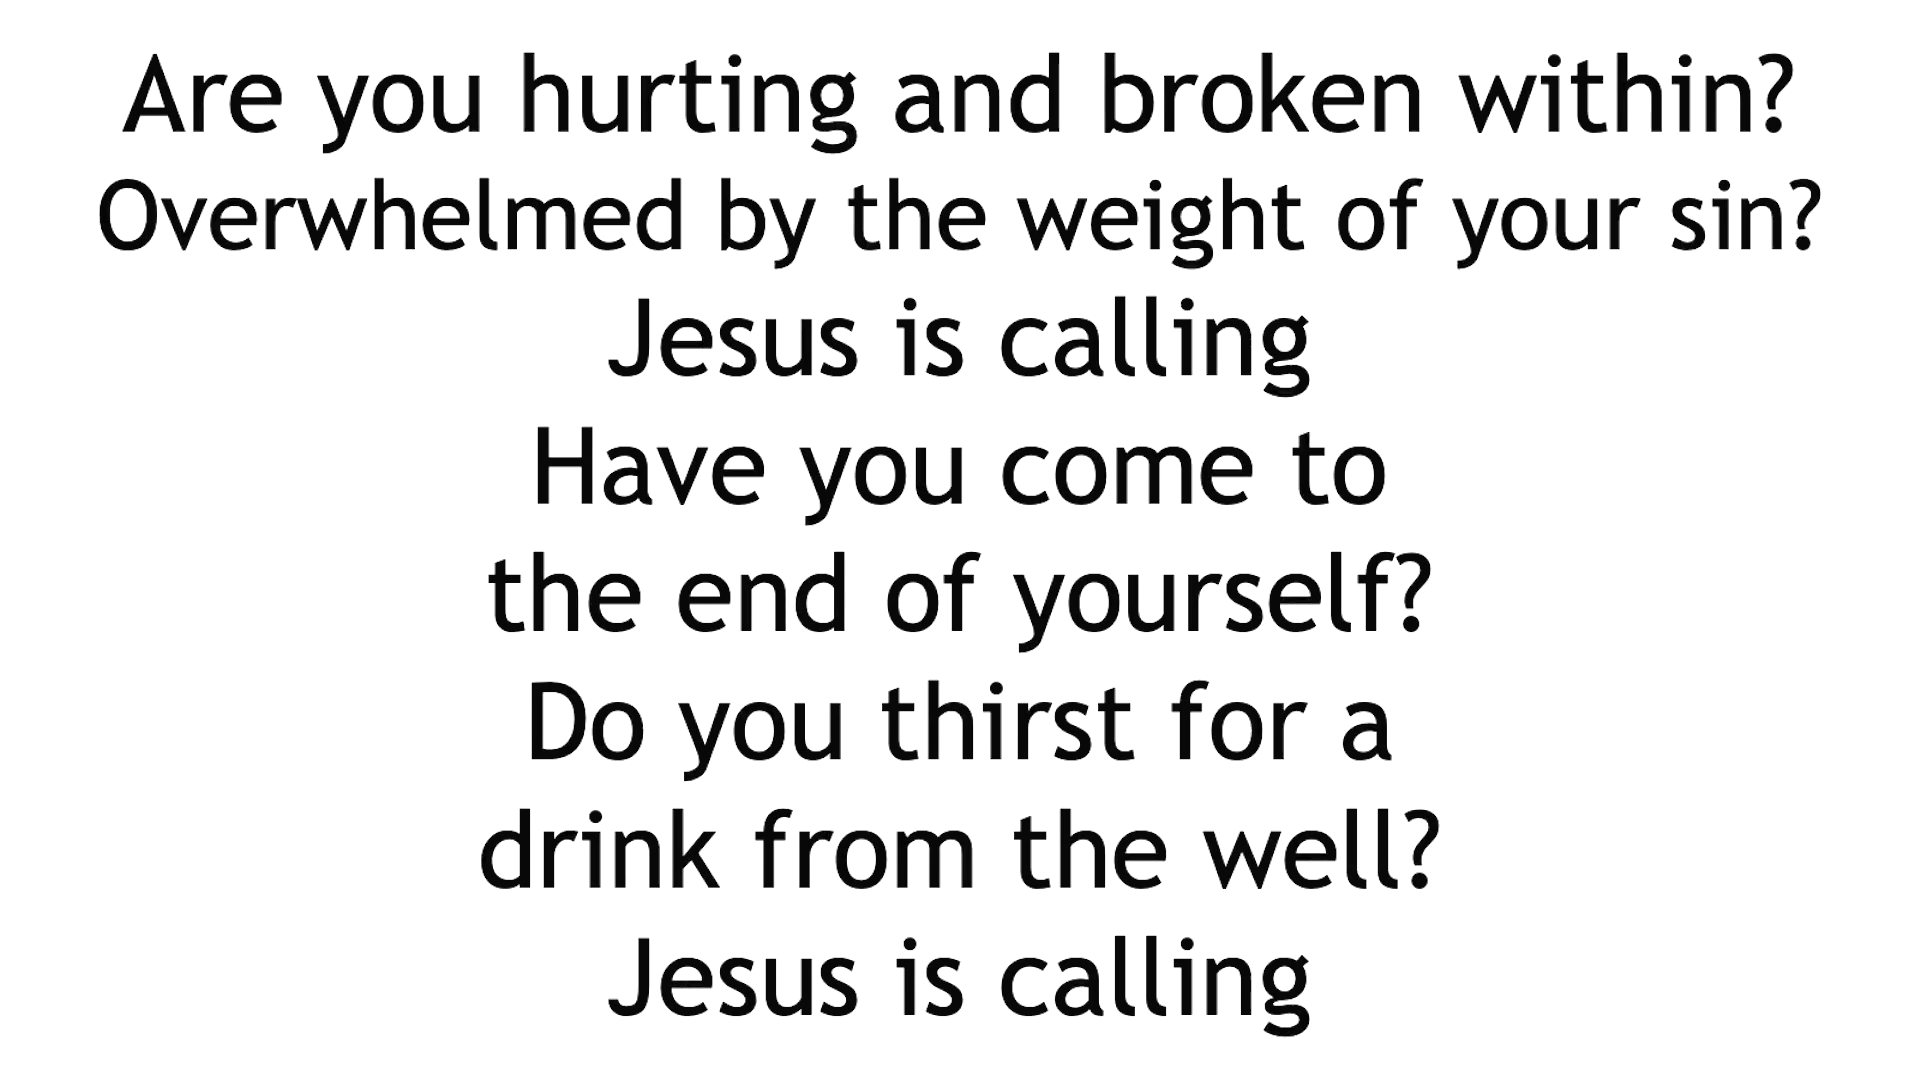 Are you hurting and broken within?
Overwhelmed by the weight of your sin?
Jesus is calling
Have you come to
the end of yourself?
Do you thirst for a
drink from the well?
Jesus is calling